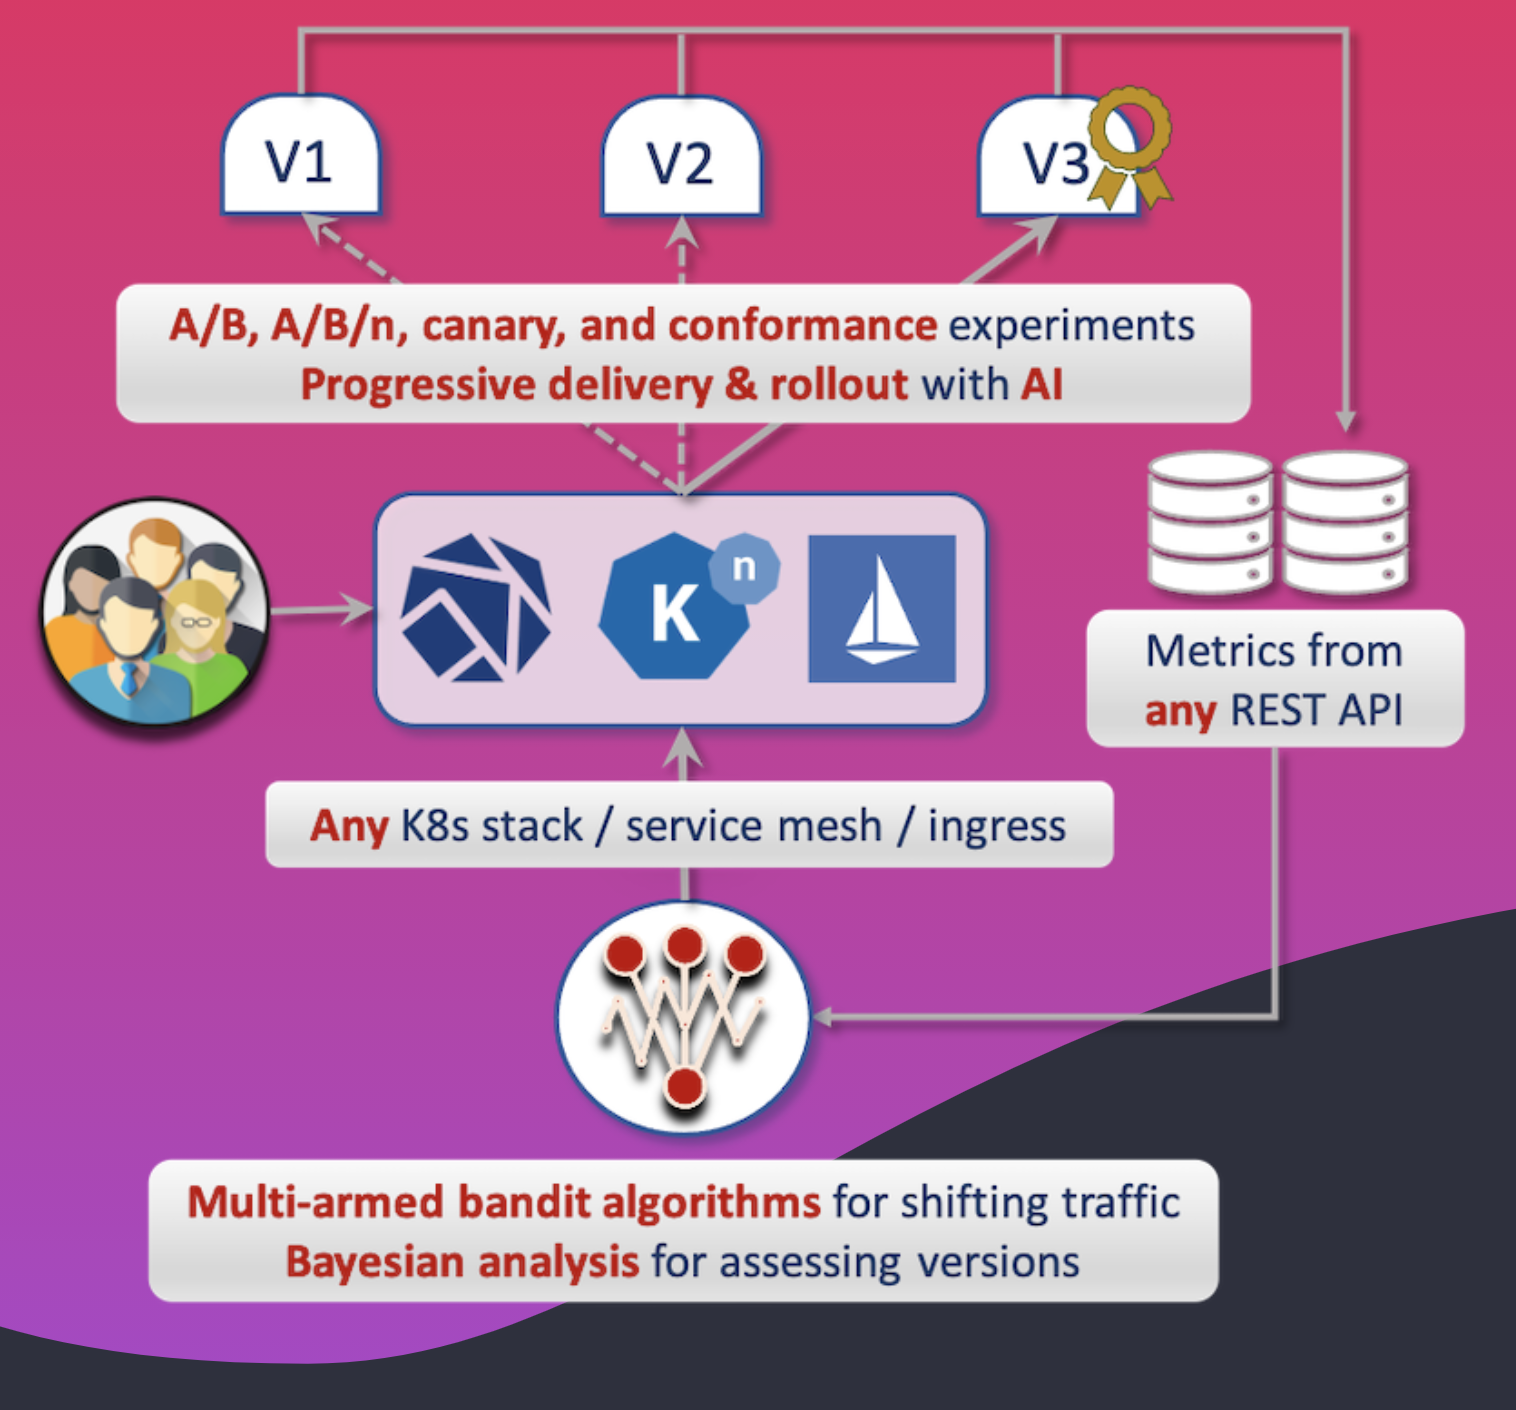 V1
V2
V3
A/B, A/B/n, canary, and conformance experiments
Progressive delivery & rollout with AI
K
n
Metrics from
any REST API
Any K8s stack / service mesh / ingress
Multi-armed bandit algorithms for shifting traffic
Bayesian analysis for assessing versions